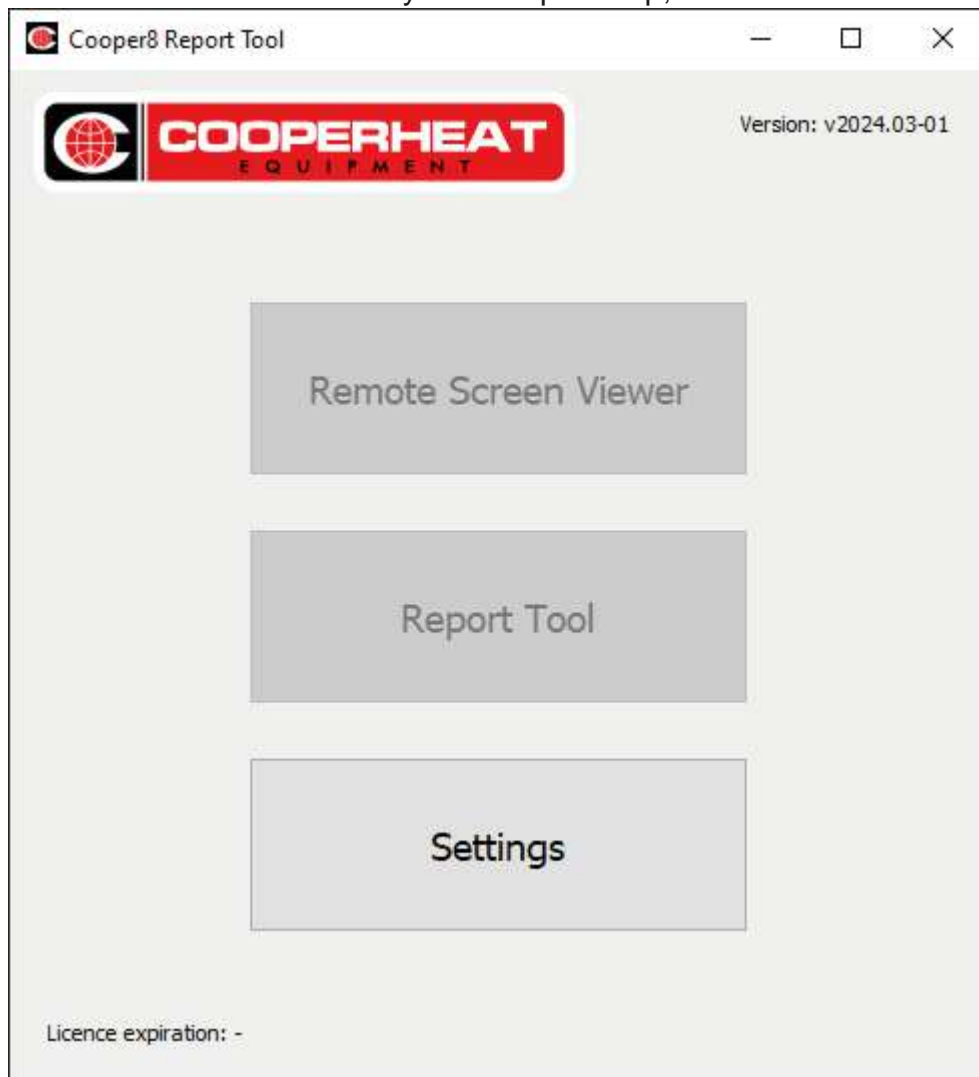 Cooper8 Report Tool
COOPERHEAT
EQUIPMENT
Version: v2024.03-01
Remote Screen Viewer
Report Tool
Settings
Licence expiration: -